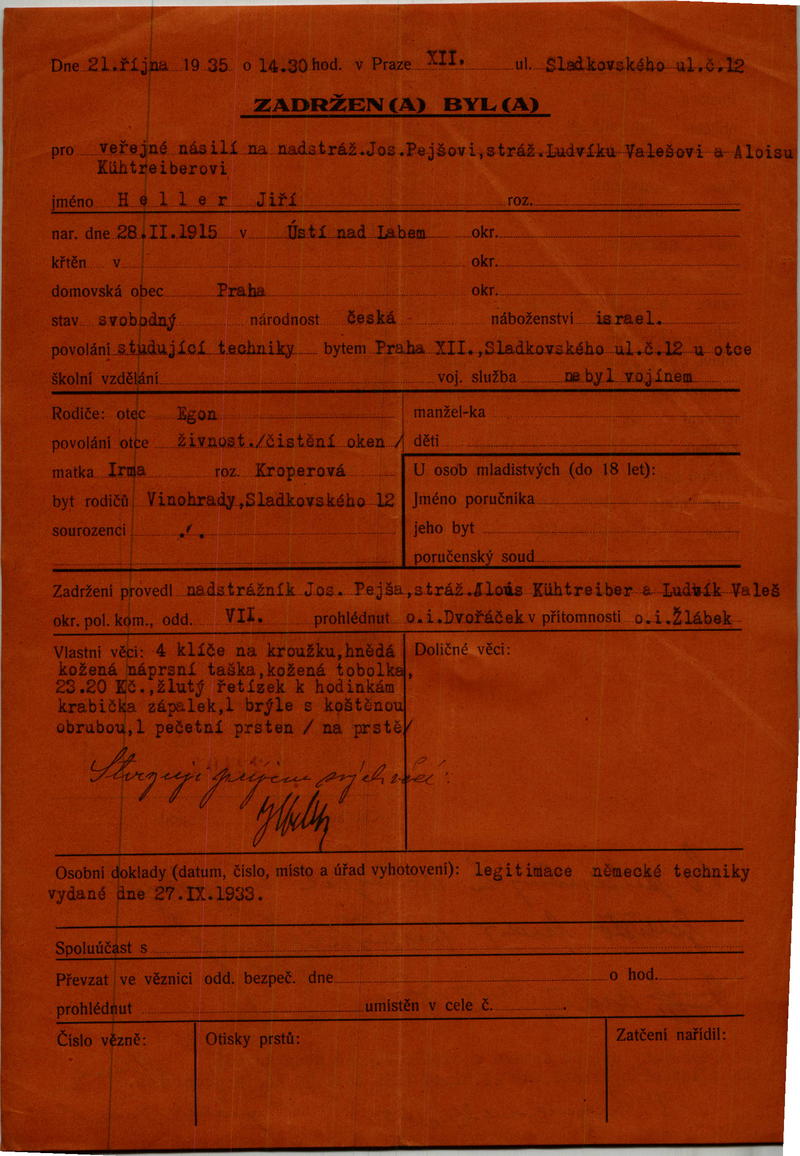 Dne 21.října 19 35 o 14.30 hod. v Praze XII. ul. Sladkovského ul.č.12
ZADRŽEN(A) BYL(A)
pro veřejné násilí na nadstráž.Jos.Pejšovi,stráž.Ludvíku Valešovi a Aloisu
Kühtreiberovi
jméno Heller Jiří roz.
nar. dne 28.II.1915 v Ústí nad Labem okr.
křtěn v okr.
domovská obec Praha okr.
stav svobodný národnost česká náboženství israel.
povolání studující techniky bytem Praha XII.,Sladkovského ul.č.12 u otce
školní vzdělání voj. služba nebyl vojínem
Rodiče: otec Egon
povolání otce živnost./čistění oken /
matka Irma roz. Kroperová
byt rodičů Vinohrady,Sladkovského 12
sourozenci ./.
manžel-ka
děti
U osob mladistvých (do 18 let):
Jméno poručníka
jeho byt
poručenský soud
Zadržení provedl nadstrážník Jos. Pejša,stráž.Alois Kühtreiber a Ludvík Valeš
okr. pol. kom., odd. VII. prohlédnut o.i.Dvořáček v přítomnosti o.i.Žlábek
Vlastní věci: 4 klíče na kroužku,hnědá
kožená náprsní taška,kožená tobolka,
23.20 Kč.,žlutý řetízek k hodinkám
krabička zápalek,1 brýle s koštěnou
obrubou,1 pečetní prsten / na prstě/
Doličné věci:
Stvrzuji příjem svých věcí:
Osobní doklady (datum, číslo, místo a úřad vyhotovení): legitimace německé techniky
vydané dne 27.IX.1933.
Spoluúčast s
Převzat ve věznici odd. bezpeč. dne o hod.
prohlédnut umístěn v cele č.
Číslo vězně: Otisky prstů: Zatčení nařídil: